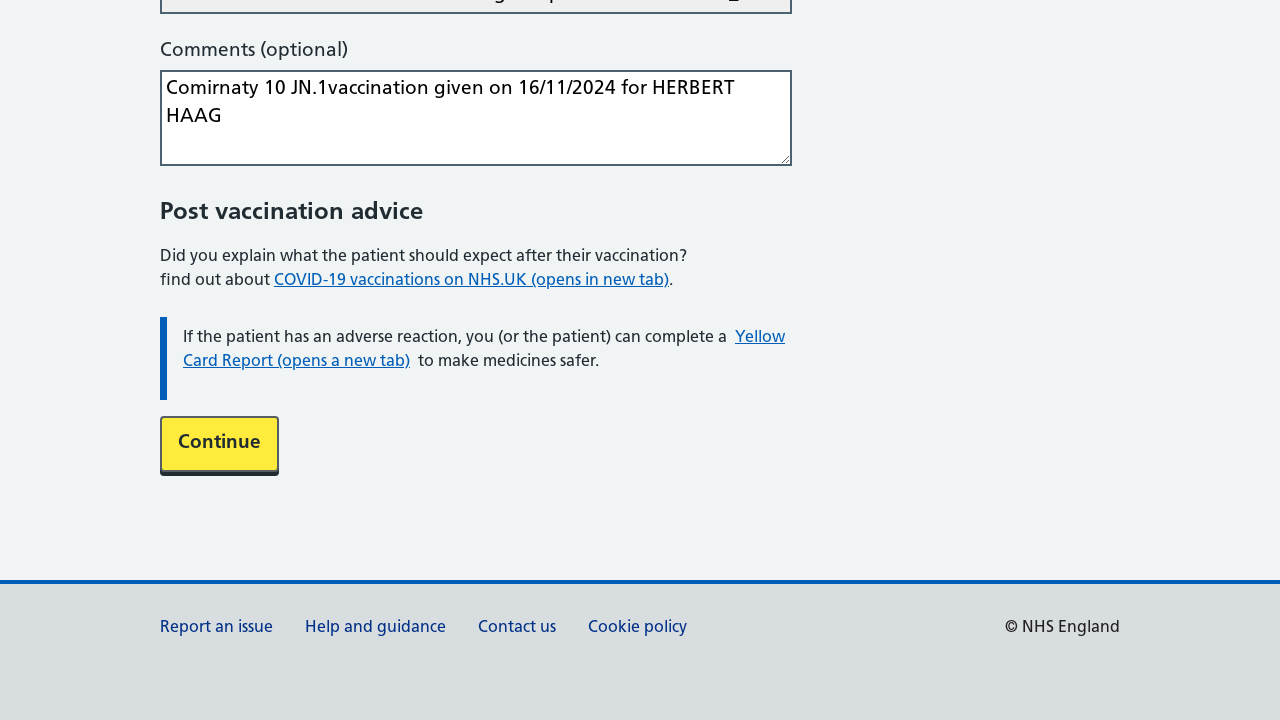 Comments (optional)
Comirnaty 10 JN.1vaccination given on 16/11/2024 for HERBERT
HAAG
Post vaccination advice
Did you explain what the patient should expect after their vaccination?
find out about COVID-19 vaccinations on NHS.UK (opens in new tab).
If the patient has an adverse reaction, you (or the patient) can complete a Yellow
Card Report (opens a new tab) to make medicines safer.
Continue
Report an issue Help and guidance Contact us Cookie policy © NHS England